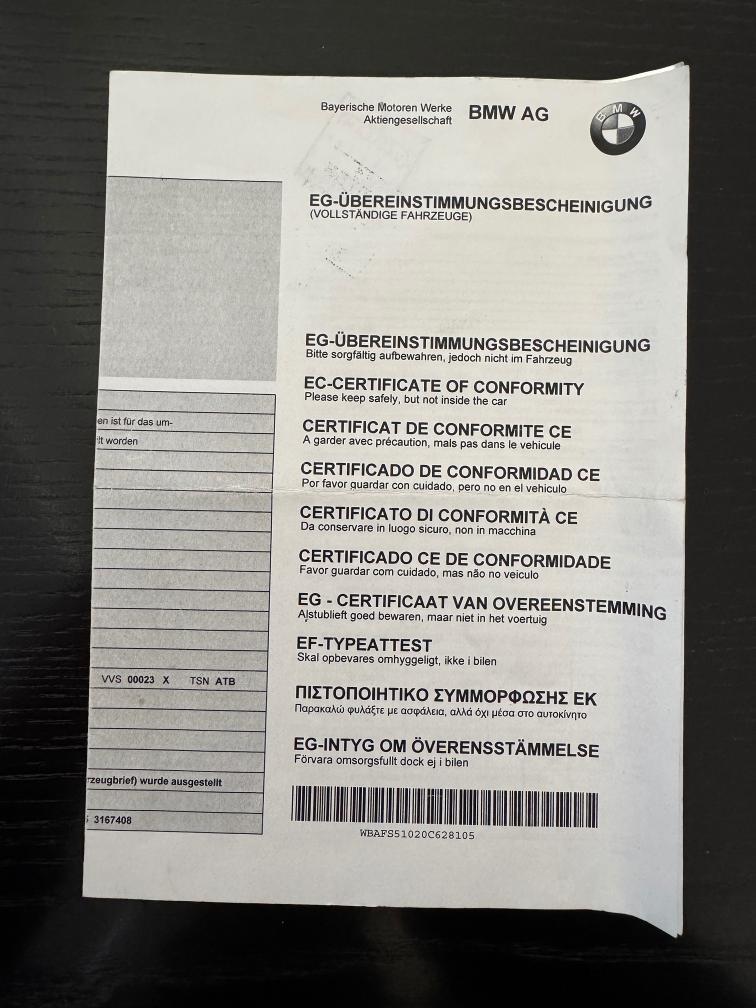 Bayerische Motoren Werke
Aktiengesellschaft
BMW AG
BMW
EG-ÜBEREINSTIMMUNGSBESCHEINIGUNG
(VOLLSTÄNDIGE FAHRZEUGE)
EG-ÜBEREINSTIMMUNGSBESCHEINIGUNG
Bitte sorgfältig aufbewahren, jedoch nicht im Fahrzeug
EC-CERTIFICATE OF CONFORMITY
Please keep safely, but not inside the car
CERTIFICAT DE CONFORMITE CE
A garder avec précaution, mals pas dans le vehicule
CERTIFICADO DE CONFORMIDAD CE
Por favor guardar con cuidado, pero no en el vehiculo
CERTIFICATO DI CONFORMITÀ CE
Da conservare in luogo sicuro, non in macchina
CERTIFICADO CE DE CONFORMIDADE
Favor guardar com cuidado, mas não no veiculo
EG - CERTIFICAAT VAN OVEREENSTEMMING
Alstublieft goed bewaren, maar niet in het voertuig
EF-TYPEATTEST
Skal opbevares omhyggeligt, ikke i bilen
ΠΙΣΤΟΠΟΙΗΤΙΚΟ ΣΥΜΜΟΡΦΩΣΗΣ ΕΚ
Παρακαλώ φυλάξτε με ασφάλεια, αλλά όχι μέσα στο αυτοκίνητο
EG-INTYG OM ÖVERENSSTÄMMELSE
Förvara omsorgsfullt dock ej i bilen
WBAFS51020C628105
en ist für das um-
lt worden
VVS 00023 X TSN ATB
rzeugbrief) wurde ausgestellt
3167408